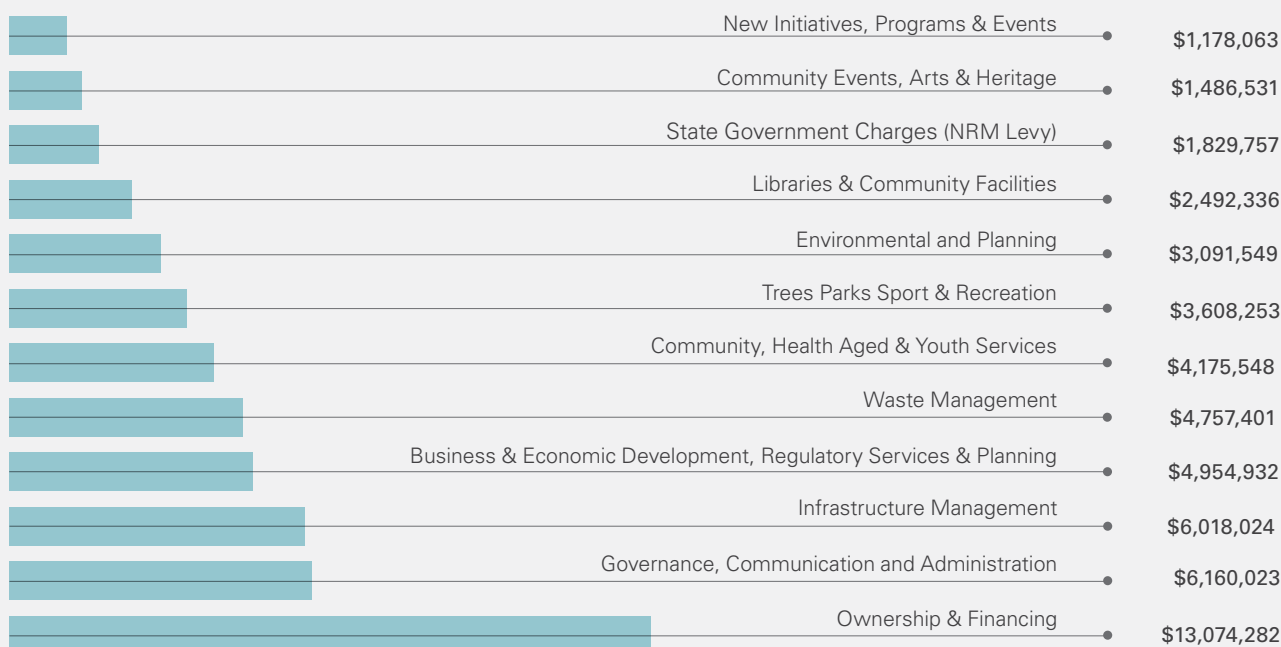 New Initiatives, Programs & Events $1,178,063
Community Events, Arts & Heritage $1,486,531
State Government Charges (NRM Levy) $1,829,757
Libraries & Community Facilities $2,492,336
Environmental and Planning $3,091,549
Trees Parks Sport & Recreation $3,608,253
Community, Health Aged & Youth Services $4,175,548
Waste Management $4,757,401
Business & Economic Development, Regulatory Services & Planning $4,954,932
Infrastructure Management $6,018,024
Governance, Communication and Administration $6,160,023
Ownership & Financing $13,074,282